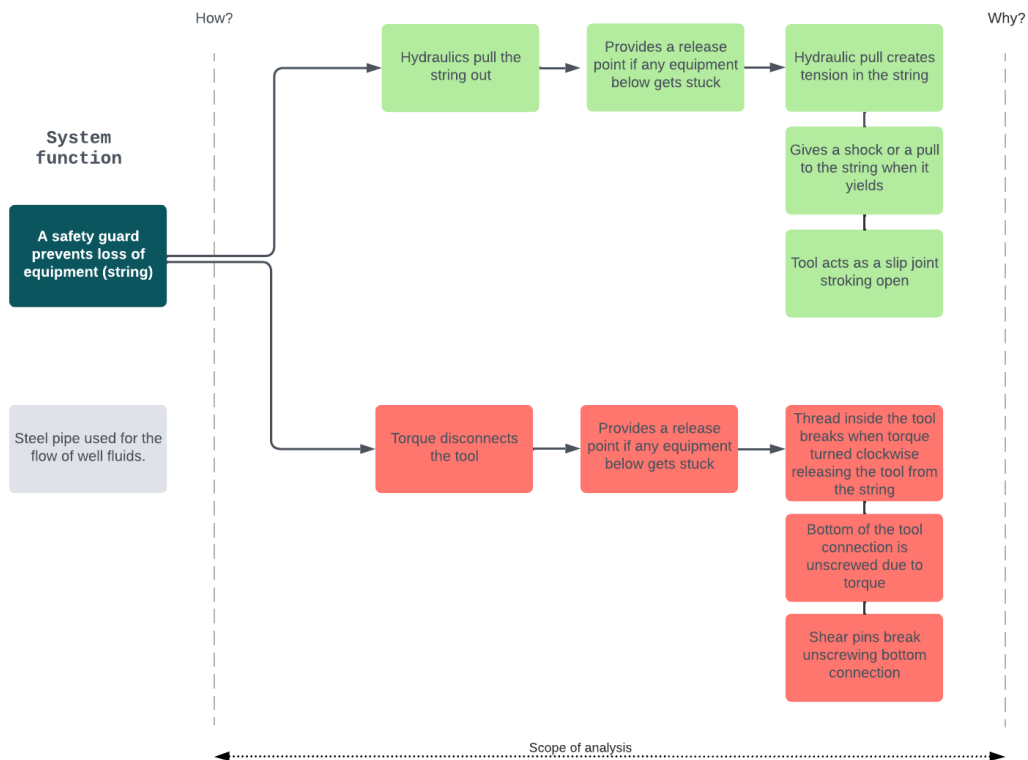 How?
Why?
System
function
A safety guard
prevents loss of
equipment (string)
Steel pipe used for the
flow of well fluids.
Hydraulics pull the
string out
Provides a release
point if any equipment
below gets stuck
Hydraulic pull creates
tension in the string
Gives a shock or a pull
to the string when it
yields
Tool acts as a slip joint
stroking open
Torque disconnects
the tool
Provides a release
point if any equipment
below gets stuck
Thread inside the tool
breaks when torque
turned clockwise
releasing the tool from
the string
Bottom of the tool
connection is
unscrewed due to
torque
Shear pins break
unscrewing bottom
connection
Scope of analysis